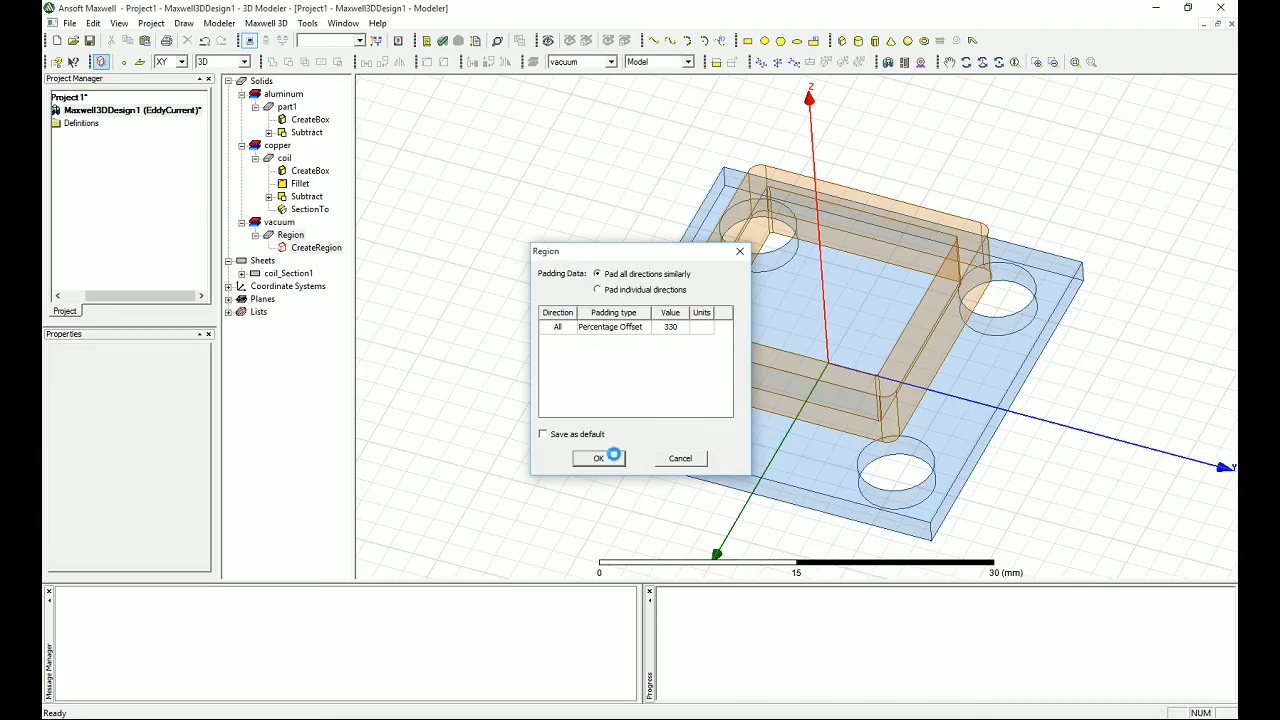 Ansoft Maxwell - Project1 - Maxwell3DDesign1 - 3D Modeler - [Project1 - Maxwell3DDesign1 - Modeler]
File Edit View Project Draw Modeler Maxwell 3D Tools Window Help
XY 3D vacuum Model
Project Manager
Project1*
Maxwell3DDesign1 (EddyCurrent)*
Definitions
Project
Properties
Solids
aluminum
part1
CreateBox
Subtract
copper
coil
CreateBox
Fillet
Subtract
SectionTo
vacuum
Region
CreateRegion
Sheets
coil_Section1
Coordinate Systems
Planes
Lists
Z
Region
Padding Data: Pad all directions similarly
Pad individual directions
Direction Padding type Value Units
All Percentage Offset 330
Save as default
OK Cancel
0 15 30 (mm)
Message Manager
Progress
Ready
NUM